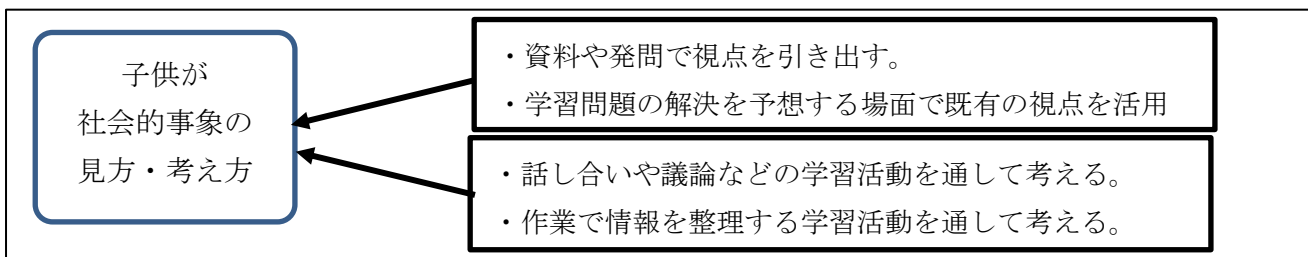 子供が
社会的事象の
見方・考え方
・資料や発問で視点を引き出す。
・学習問題の解決を予想する場面で既有の視点を活用
・話し合いや議論などの学習活動を通して考える。
・作業で情報を整理する学習活動を通して考える。